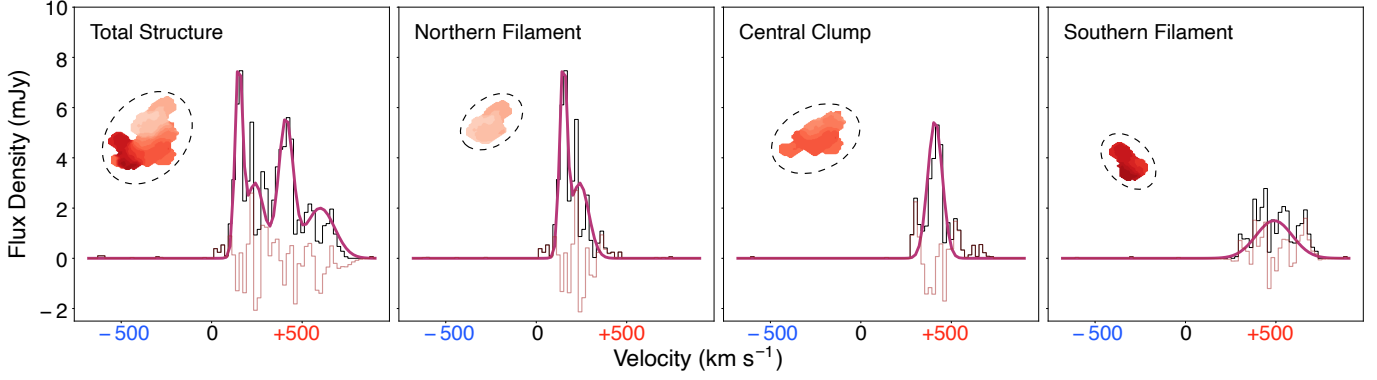 Total Structure
Northern Filament
Central Clump
Southern Filament
Flux Density (mJy)
10
8
6
4
2
0
−2
−500 0 +500
−500 0 +500
−500 0 +500
−500 0 +500
Velocity (km s⁻¹)